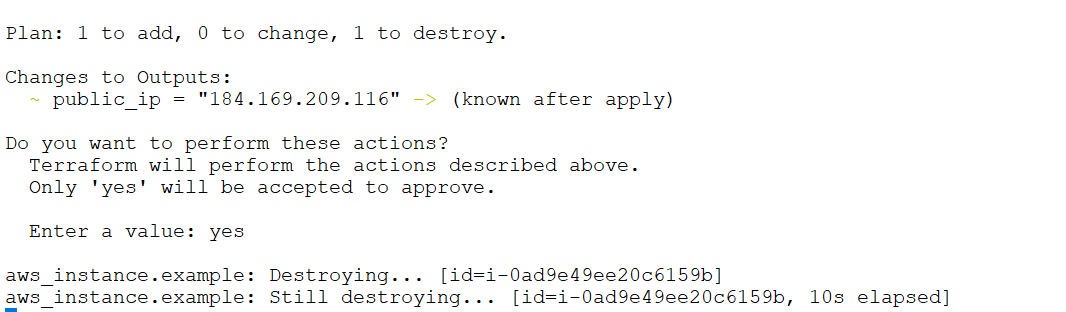 Plan: 1 to add, 0 to change, 1 to destroy.
Changes to Outputs:
~ public_ip = "184.169.209.116" -> (known after apply)
Do you want to perform these actions?
Terraform will perform the actions described above.
Only 'yes' will be accepted to approve.
Enter a value: yes
aws_instance.example: Destroying... [id=i-0ad9e49ee20c6159b]
aws_instance.example: Still destroying... [id=i-0ad9e49ee20c6159b, 10s elapsed]